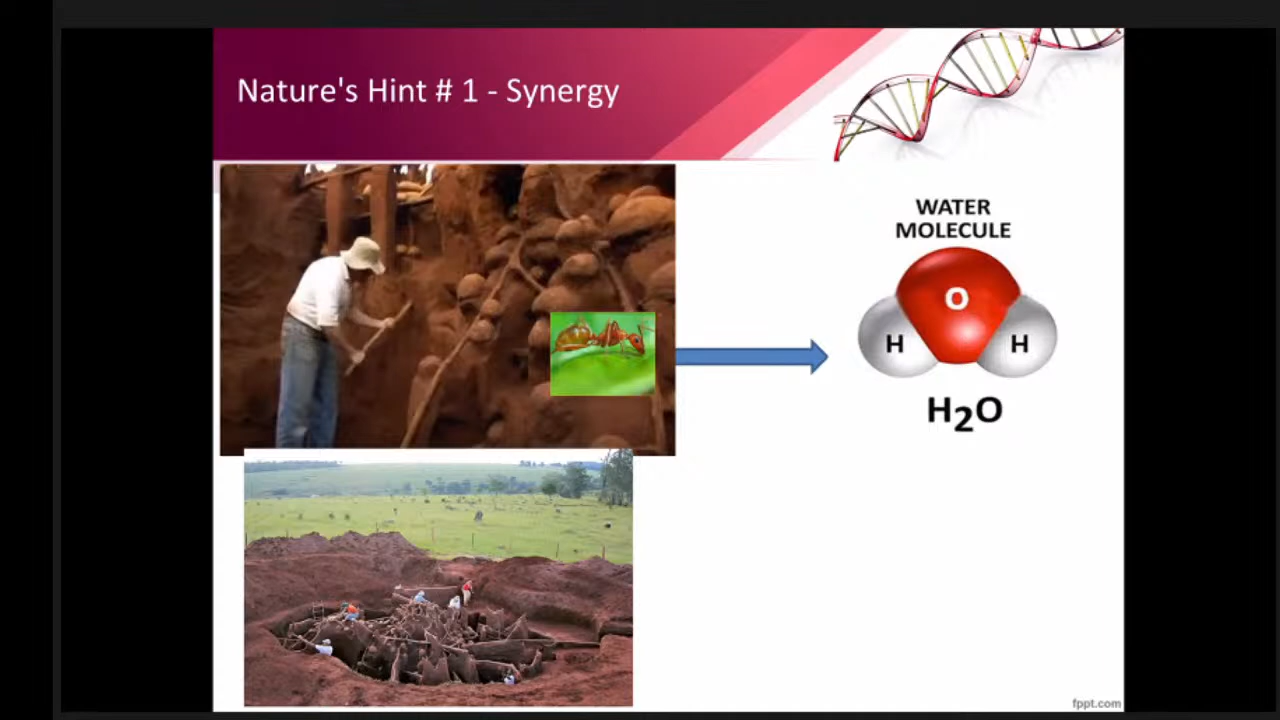 Nature's Hint # 1 - Synergy
WATER
MOLECULE
O
H H
H2O
fppt.com